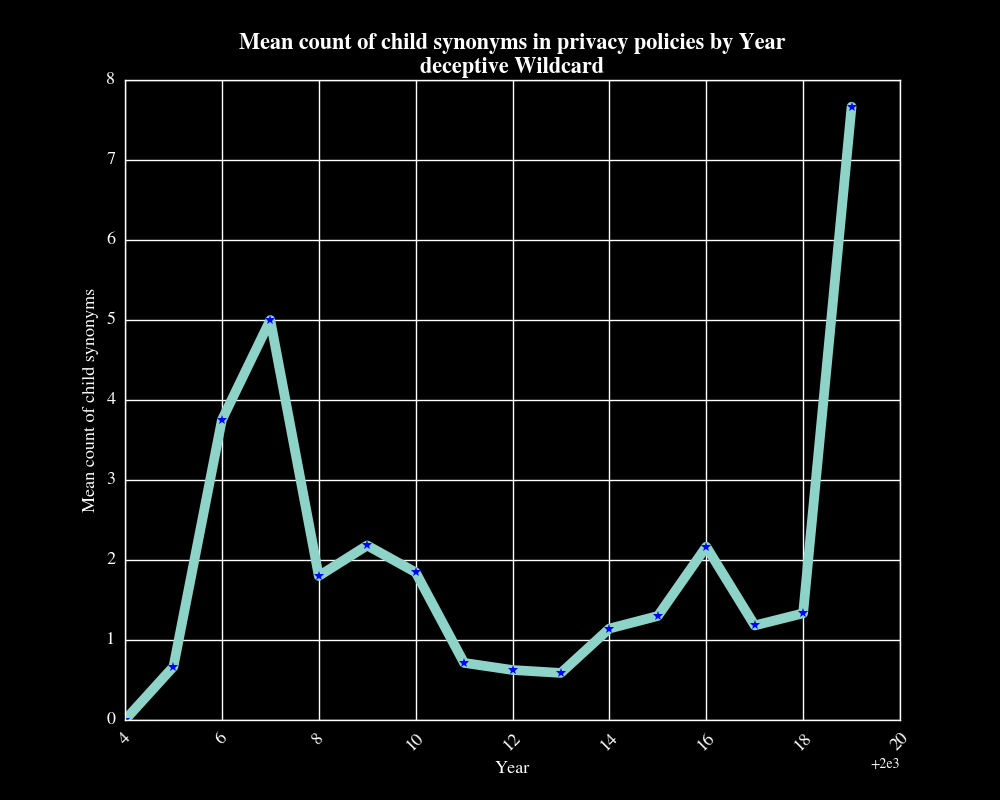 Mean count of child synonyms in privacy policies by Year
deceptive Wildcard
8
7
6
5
4
3
2
1
0
Mean count of child synonyms
4 6 8 10 12 14 16 18 20
+2e3
Year